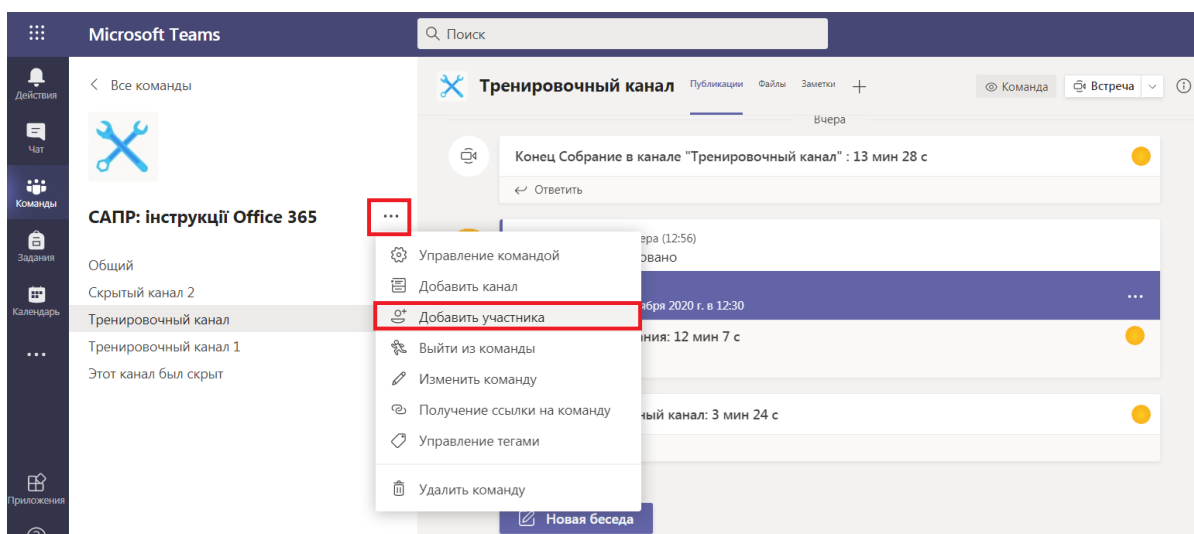 Microsoft Teams
Поиск
Действия
Чат
Команды
Задания
Календарь
Приложения
Все команды
САПР: інструкції Office 365
Общий
Скрытый канал 2
Тренировочный канал
Тренировочный канал 1
Этот канал был скрыт
Управление командой
Добавить канал
Добавить участника
Выйти из команды
Изменить команду
Получение ссылки на команду
Управление тегами
Удалить команду
Тренировочный канал Публикации Файлы Заметки
Команда Встреча
Вчера
Конец Собрание в канале "Тренировочный канал" : 13 мин 28 с
Ответить
ера (12:56)
овано
ября 2020 г. в 12:30
ния: 12 мин 7 с
ный канал: 3 мин 24 с
Новая беседа